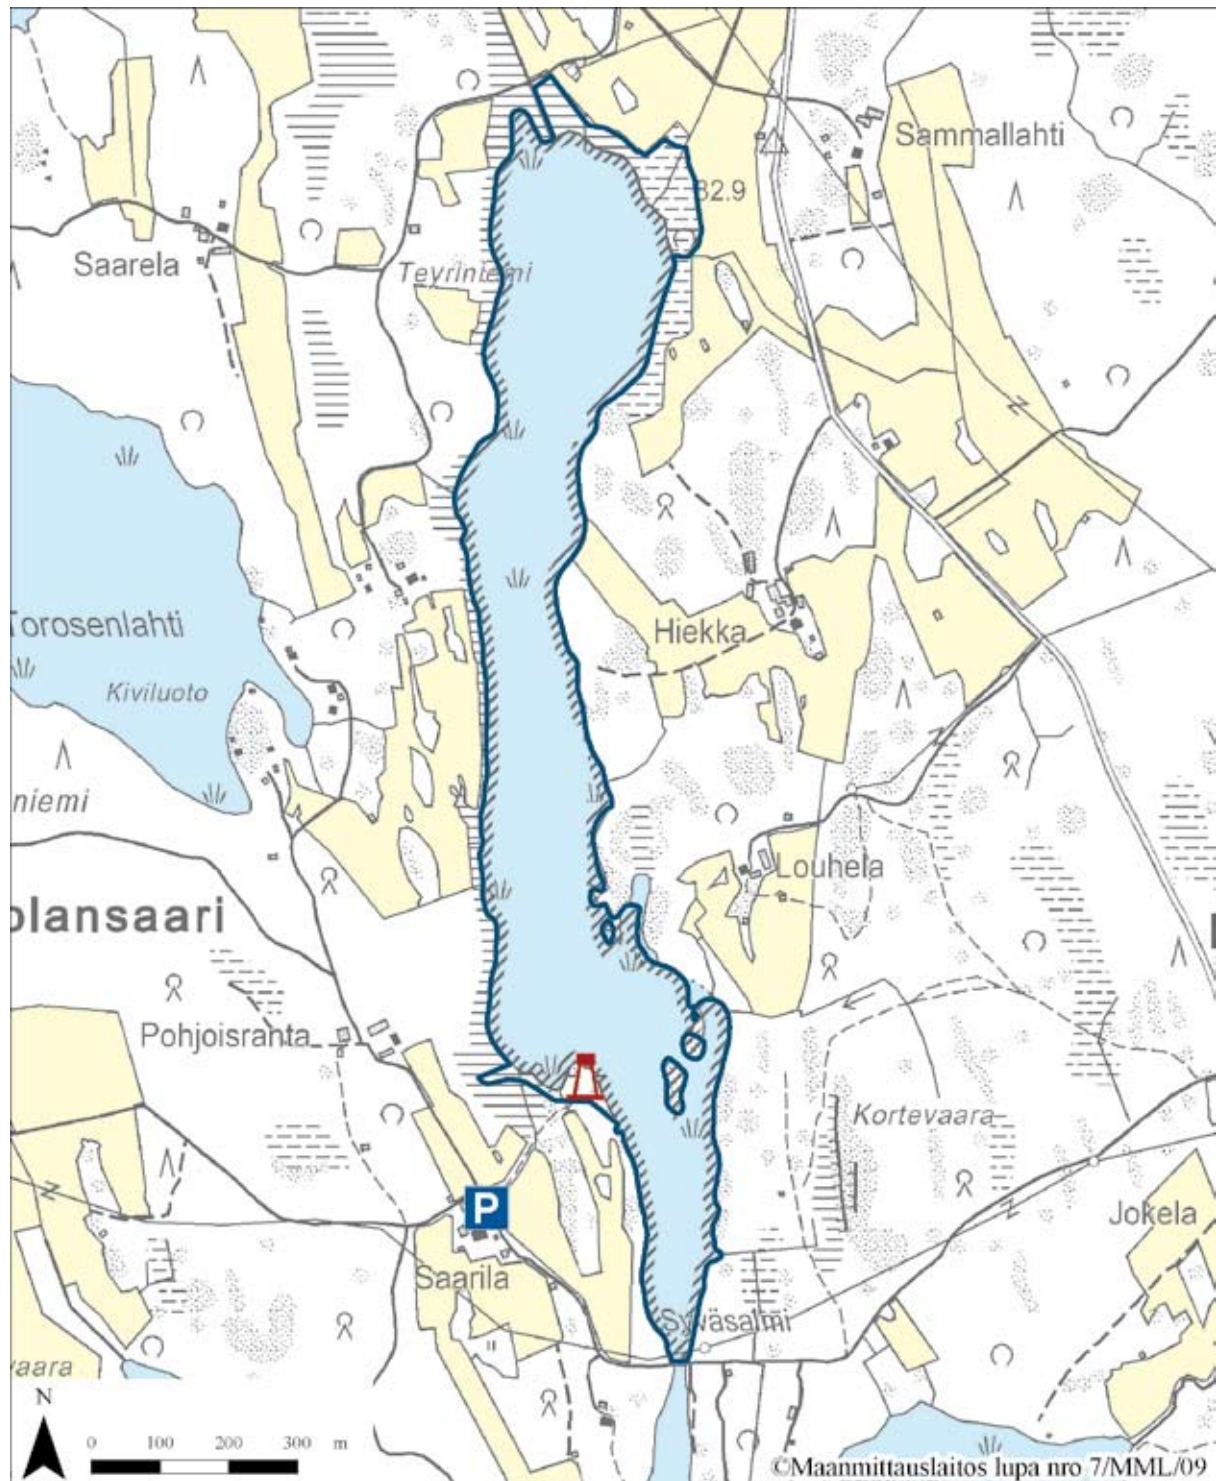 Sammallahti
82.9
Saarela
Teyriniemi
Torosenlahti
Hiekka
Kiviluoto
niemi
Louhela
olansaari
Pohjoisranta
Kortevaara
P
Jokela
Saarila
Syväsalmi
vaara
N
0 100 200 300 m
©Maanmittauslaitos lupa nro 7/MML/09